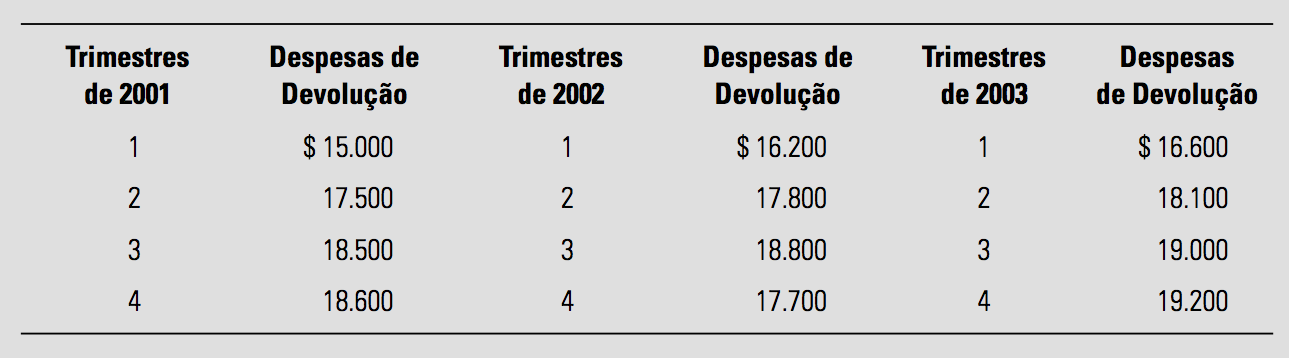 Trimestres de 2001 Despesas de Devolução Trimestres de 2002 Despesas de Devolução Trimestres de 2003 Despesas de Devolução
1 $ 15.000 1 $ 16.200 1 $ 16.600
2 17.500 2 17.800 2 18.100
3 18.500 3 18.800 3 19.000
4 18.600 4 17.700 4 19.200